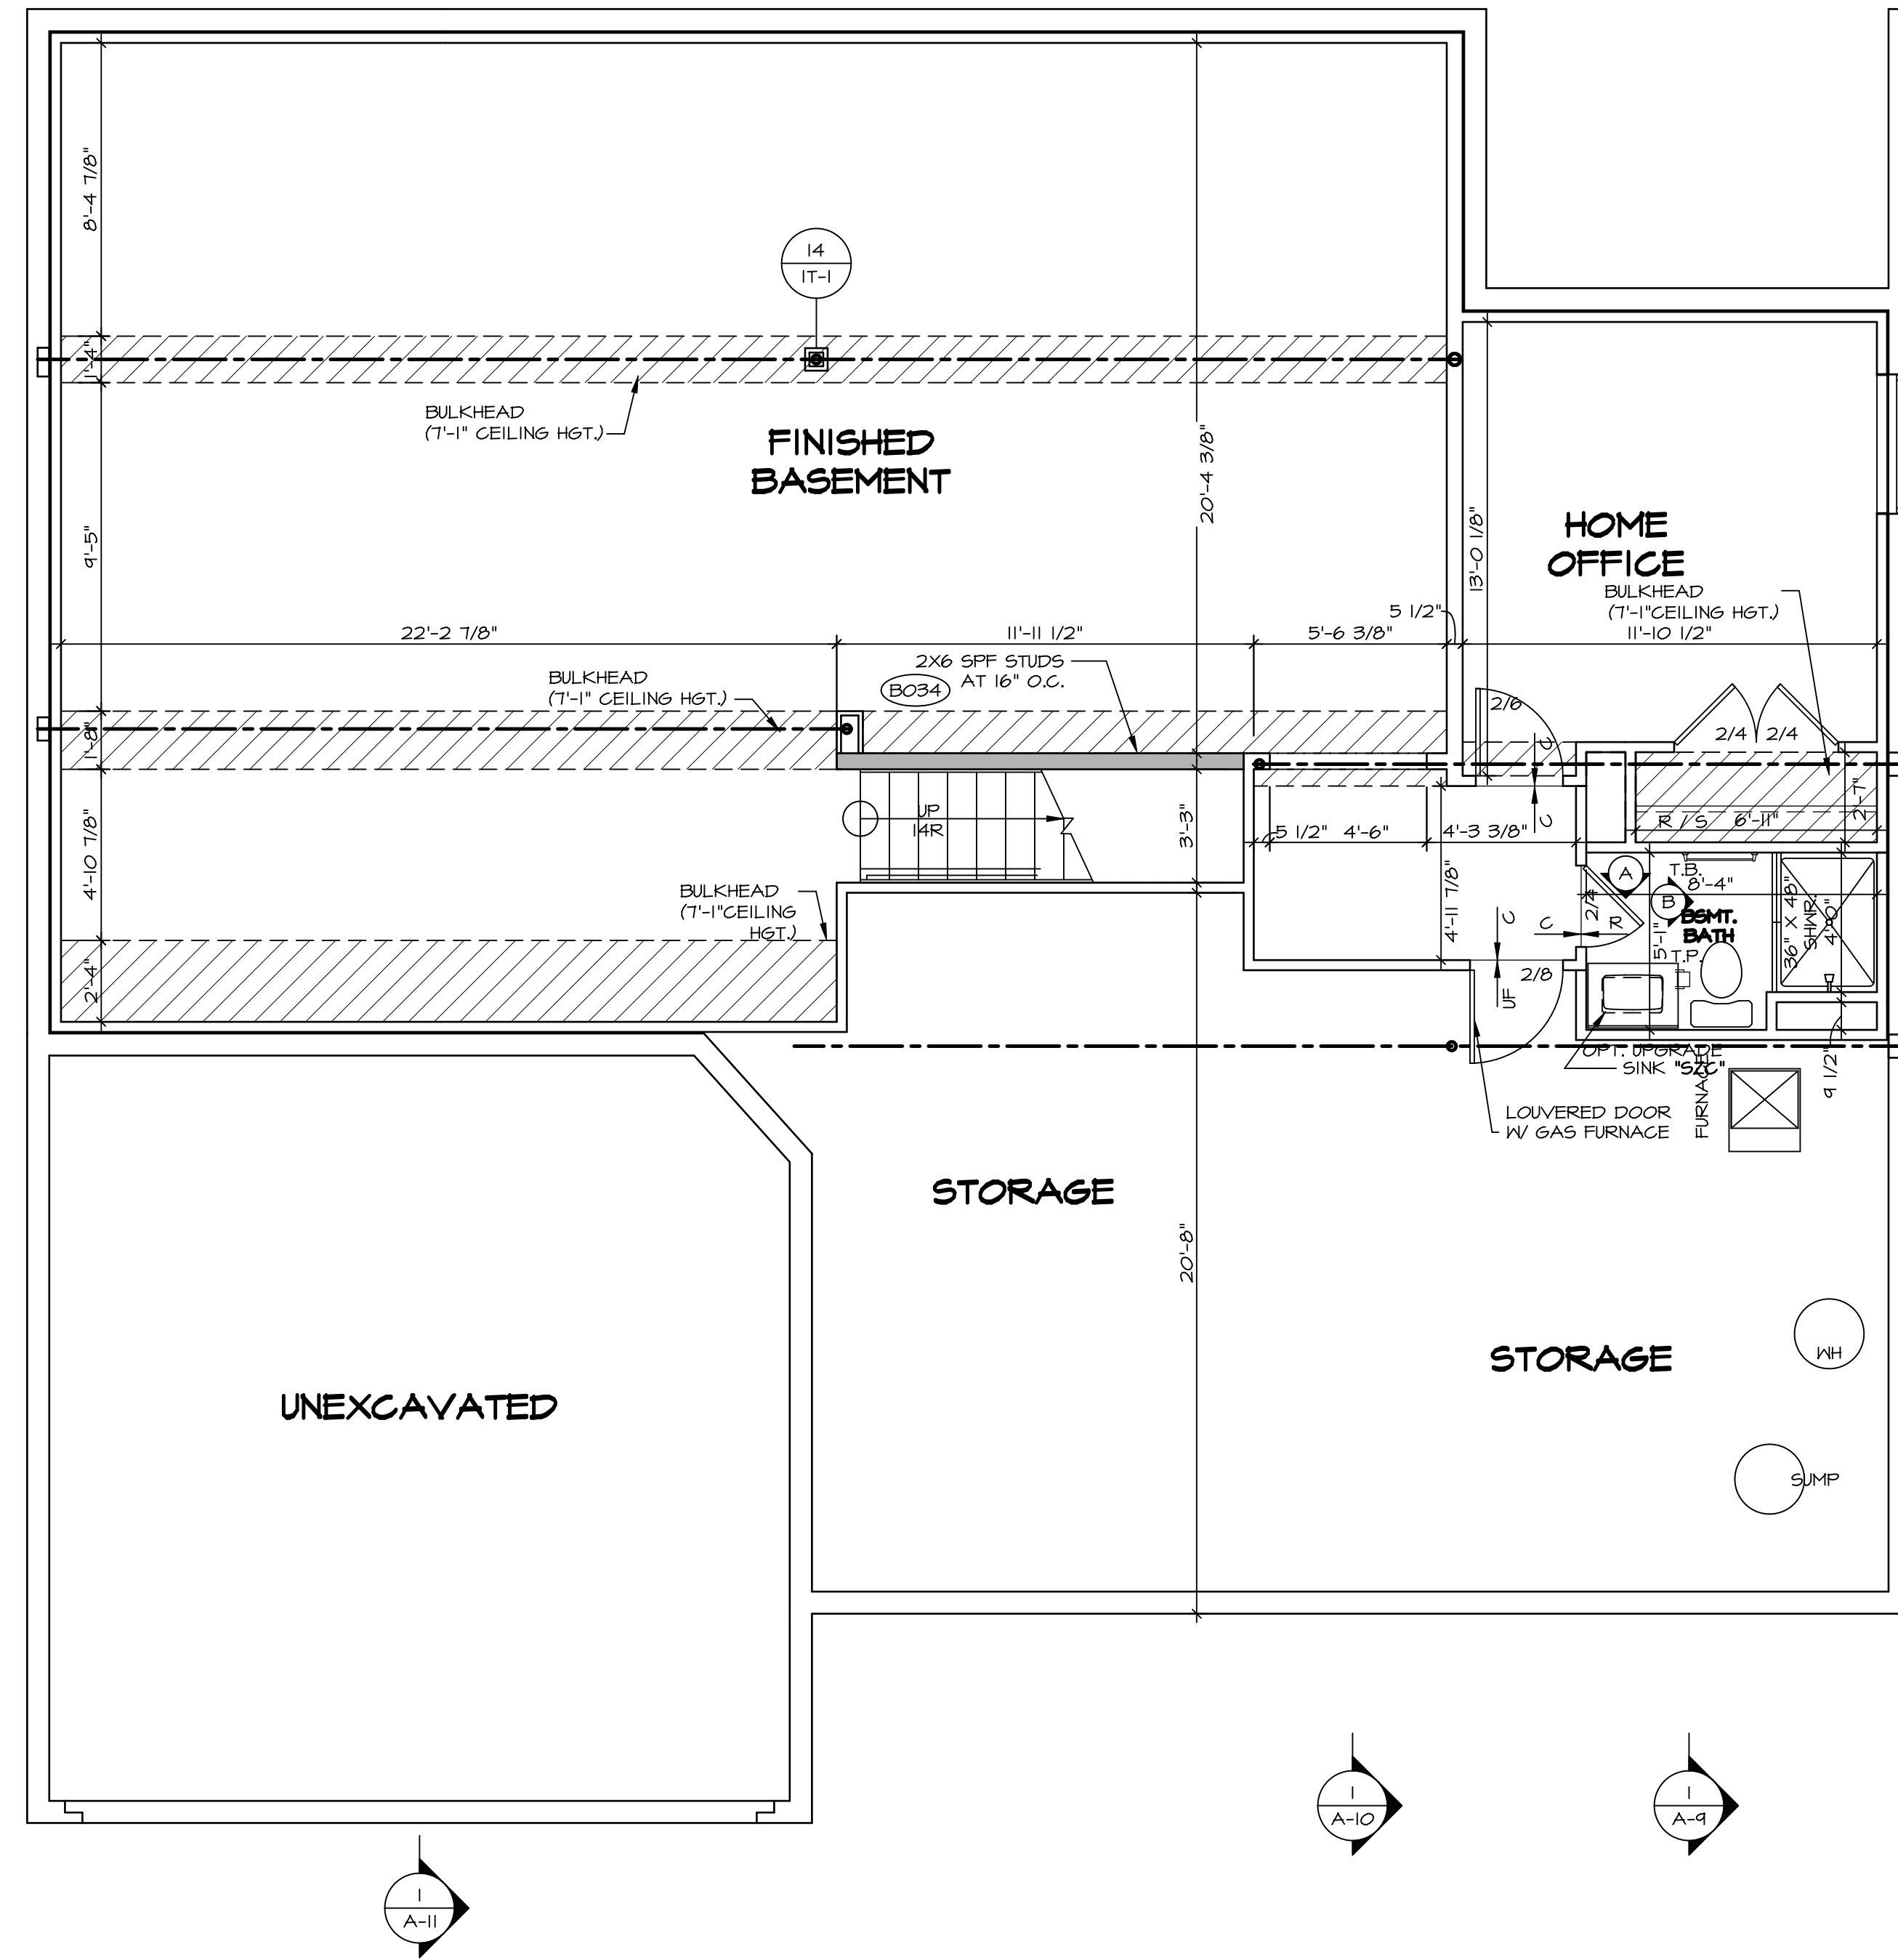 8'-4 7/8"
14
1T-1
1'-4"
BULKHEAD
(7'-1" CEILING HGT.)
FINISHED
BASEMENT
20'-4 3/8"
9'-5"
13'-0 1/8"
HOME
OFFICE
BULKHEAD
(7'-1"CEILING HGT.)
5 1/2"
22'-2 7/8"
11'-11 1/2"
5'-6 3/8"
11'-10 1/2"
2X6 SPF STUDS
AT 16" O.C.
B034
BULKHEAD
(7'-1" CEILING HGT.)
2/6
2/4
2/4
1'-8"
C
C
2'-7"
UP
14R
3'-3"
5 1/2"
4'-6"
4'-3 3/8"
R / S
6'-11"
4'-10 7/8"
BULKHEAD
(7'-1"CEILING
HGT.)
4'-11 7/8"
A
T.B.
8'-4"
B
2/4
BSMT.
BATH
T.P.
5'-1"
36" X 48"
SHWR.
4'-0"
C
C
R
2'-4"
2/8
UF
OPT. UPGRADE
SINK "SZC"
FURNACE
9 1/2"
LOUVERED DOOR
W/ GAS FURNACE
STORAGE
20'-8"
STORAGE
WH
UNEXCAVATED
SUMP
1
A-10
1
A-9
1
A-11